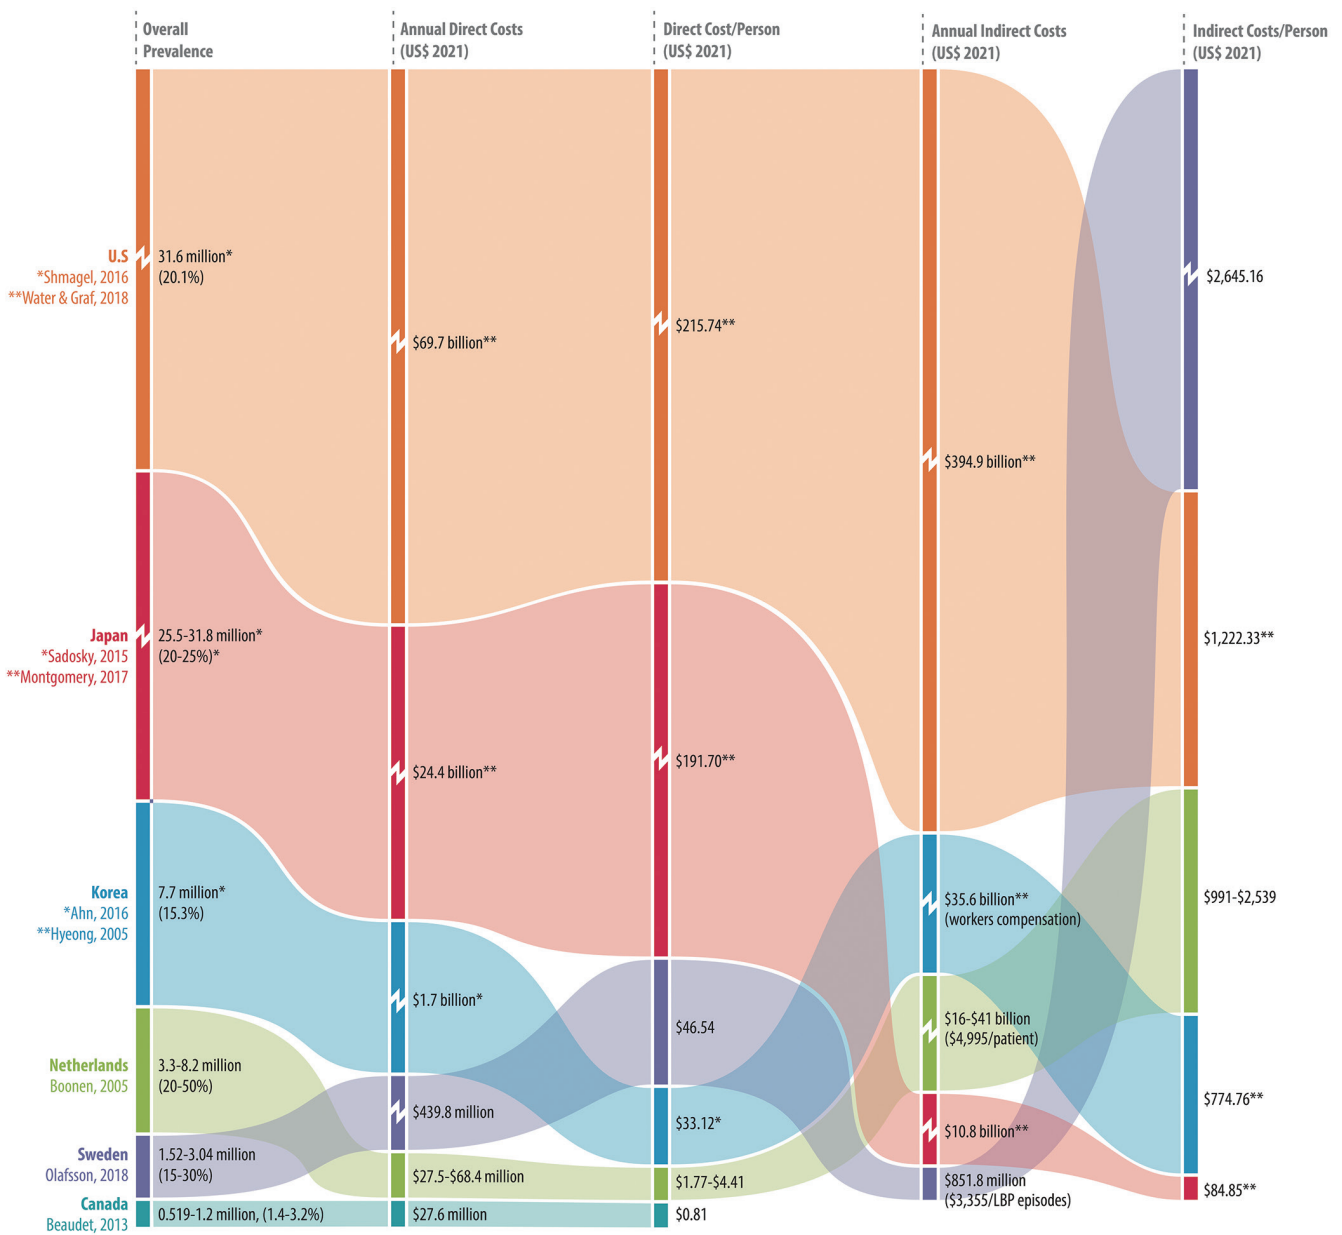 Overall
Prevalence
Annual Direct Costs
(US$ 2021)
Direct Cost/Person
(US$ 2021)
Annual Indirect Costs
(US$ 2021)
Indirect Costs/Person
(US$ 2021)
U.S
*Shmagel, 2016
**Water & Graf, 2018
31.6 million*
(20.1%)
$69.7 billion**
$215.74**
$394.9 billion**
$2,645.16
Japan
*Sadosky, 2015
**Montgomery, 2017
25.5-31.8 million*
(20-25%)*
$24.4 billion**
$191.70**
$35.6 billion**
(workers compensation)
$1,222.33**
Korea
*Ahn, 2016
**Hyeong, 2005
7.7 million*
(15.3%)
$1.7 billion*
$46.54
$16-$41 billion
($4,995/patient)
$991-$2,539
Netherlands
Boonen, 2005
3.3-8.2 million
(20-50%)
$439.8 million
$33.12*
$10.8 billion**
$774.76**
Sweden
Olafsson, 2018
1.52-3.04 million
(15-30%)
$27.5-$68.4 million
$1.77-$4.41
$851.8 million
($3,355/LBP episodes)
$84.85**
Canada
Beaudet, 2013
0.519-1.2 million, (1.4-3.2%)
$27.6 million
$0.81